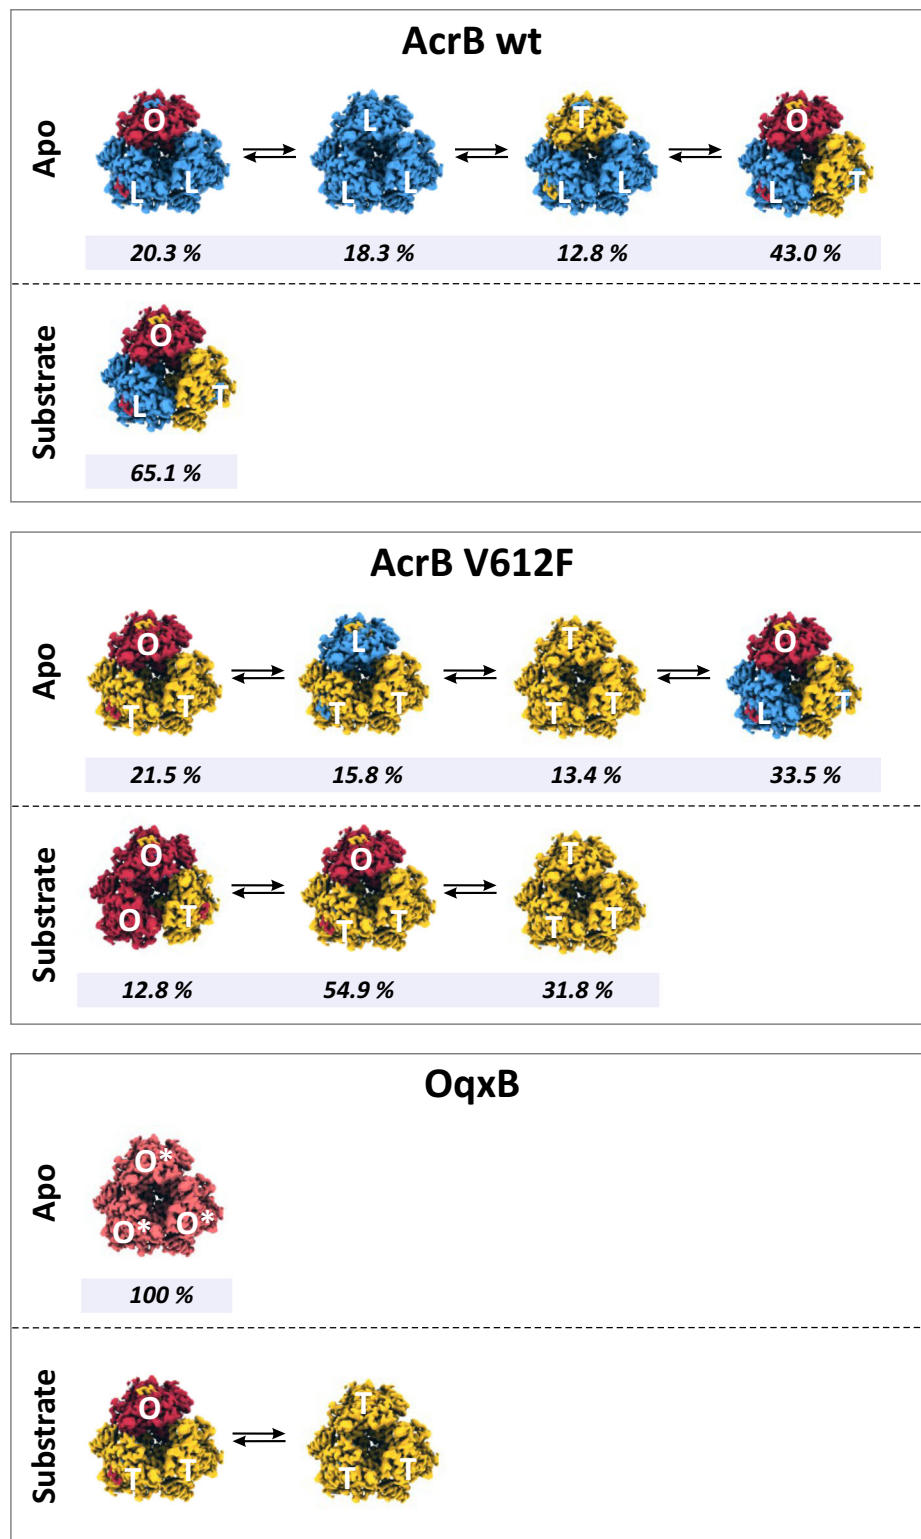 AcrB wt
Apo
O L L
L L L
T L L
O L T
20.3 %
18.3 %
12.8 %
43.0 %
Substrate
O L T
65.1 %
AcrB V612F
Apo
O T T
L T T
T T T
O L T
21.5 %
15.8 %
13.4 %
33.5 %
Substrate
O O T
O T T
T T T
12.8 %
54.9 %
31.8 %
OqxB
Apo
O* O* O*
100 %
Substrate
O T T
T T T